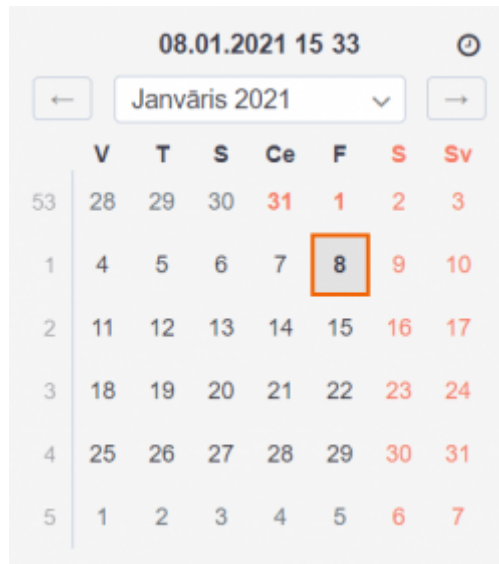 08.01.2021 15 33
← Janvāris 2021 →
V T S Ce F S Sv
53 28 29 30 31 1 2 3
1 4 5 6 7 8 9 10
2 11 12 13 14 15 16 17
3 18 19 20 21 22 23 24
4 25 26 27 28 29 30 31
5 1 2 3 4 5 6 7